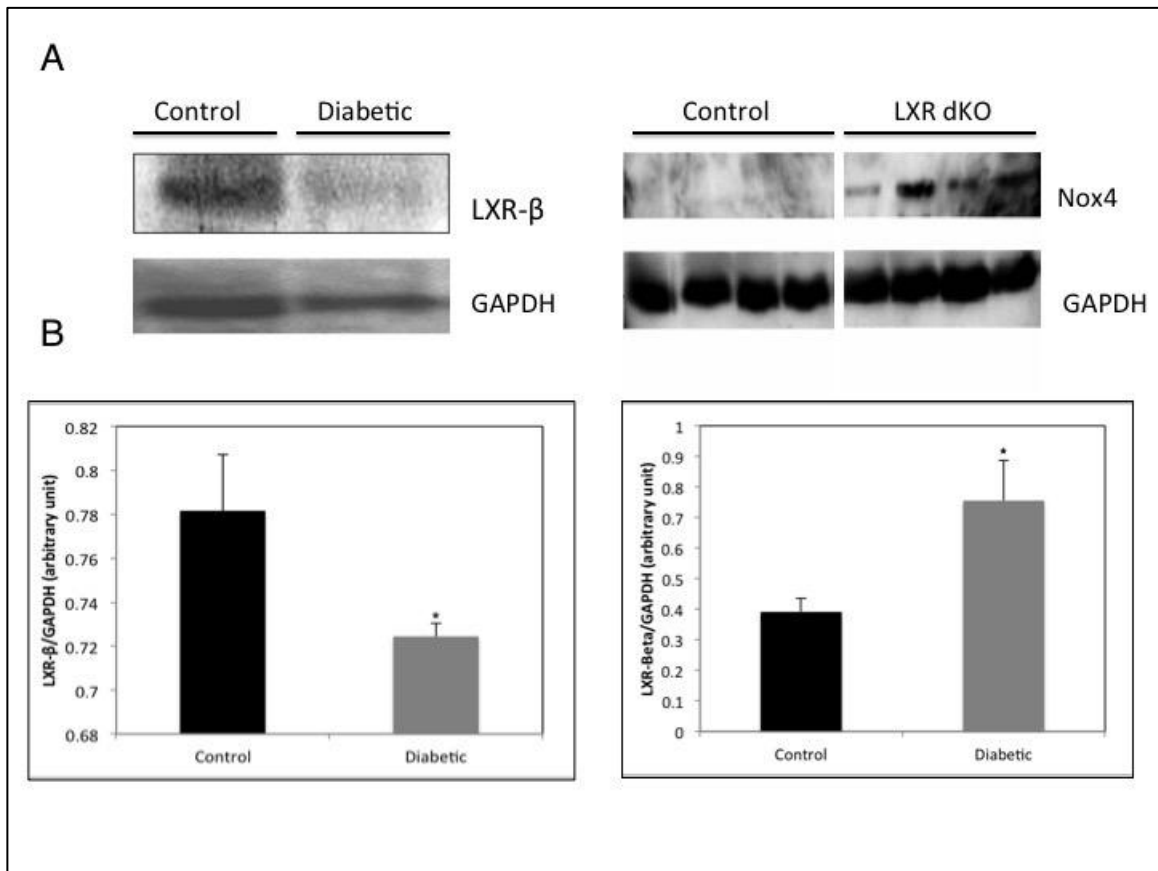 A
Control Diabetic
LXR-β
GAPDH
Control LXR dKO
Nox4
GAPDH
B
LXR-β/GAPDH (arbitrary unit)
0.82
0.8
0.78
0.76
0.74
0.72
0.7
0.68
*
Control Diabetic
LXR-Beta/GAPDH (arbitrary unit)
1
0.9
0.8
0.7
0.6
0.5
0.4
0.3
0.2
0.1
0
*
Control Diabetic